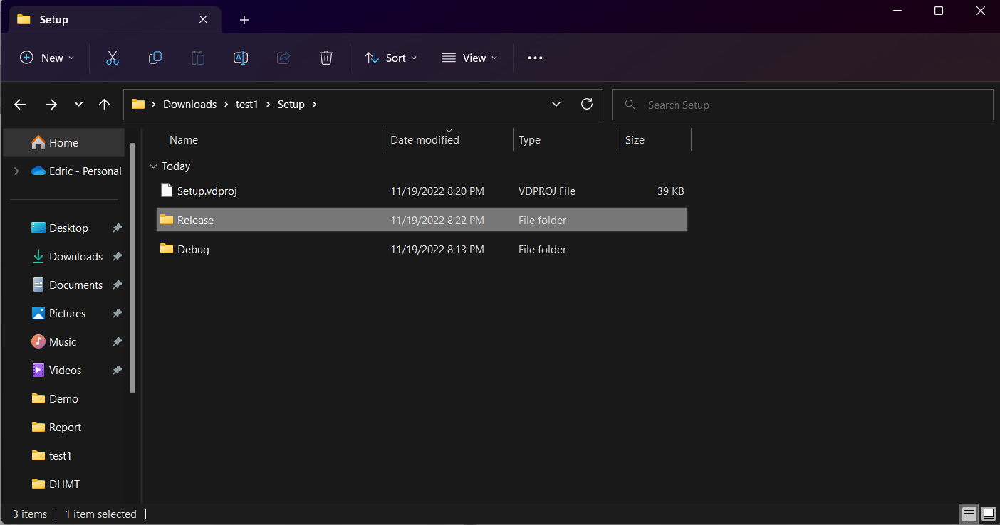 Setup
New
Sort
View
Downloads
test1
Setup
Search Setup
Home
Edric - Personal
Desktop
Downloads
Documents
Pictures
Music
Videos
Demo
Report
test1
ĐHMT
Name Date modified Type Size
Today
Setup.vdproj 11/19/2022 8:20 PM VDPROJ File 39 KB
Release 11/19/2022 8:22 PM File folder
Debug 11/19/2022 8:13 PM File folder
3 items 1 item selected